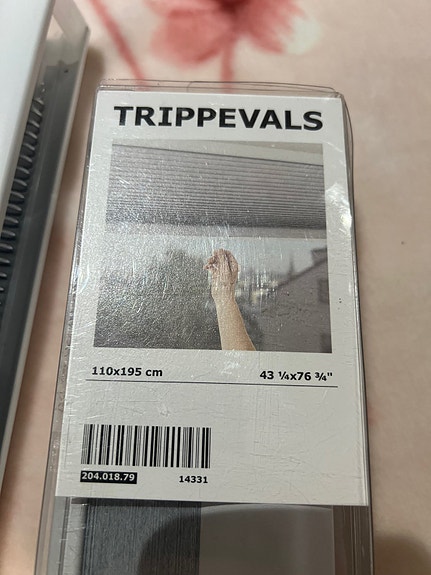 TRIPPEVALS
110x195 cm 43 ¼x76 ¾"
204.018.79 14331